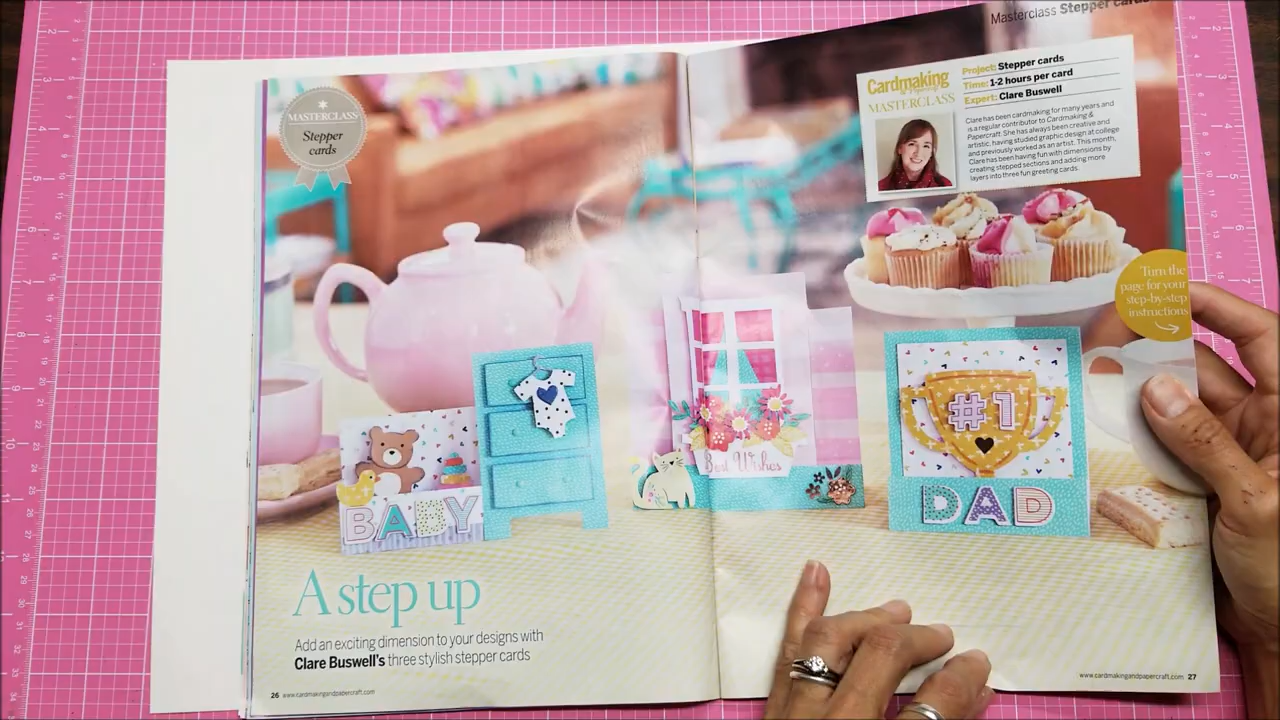 MASTERCLASS
Stepper
cards
BABY
A step up
Add an exciting dimension to your designs with
Clare Buswell's three stylish stepper cards
26 www.cardmakingandpapercraft.com
Masterclass Stepper cards
Cardmaking
MASTERCLASS
Project: Stepper cards
Time: 1-2 hours per card
Expert: Clare Buswell
Clare has been cardmaking for many years and
is a regular contributor to Cardmaking &
Papercraft. She has always been creative and
artistic, having studied graphic design at college
and previously worked as an artist. This month,
Clare has been having fun with dimensions by
creating stepped sections and adding more
layers into three fun greeting cards.
Turn the
page for your
step-by-step
instructions
Best Wishes
#1
DAD
www.cardmakingandpapercraft.com 27